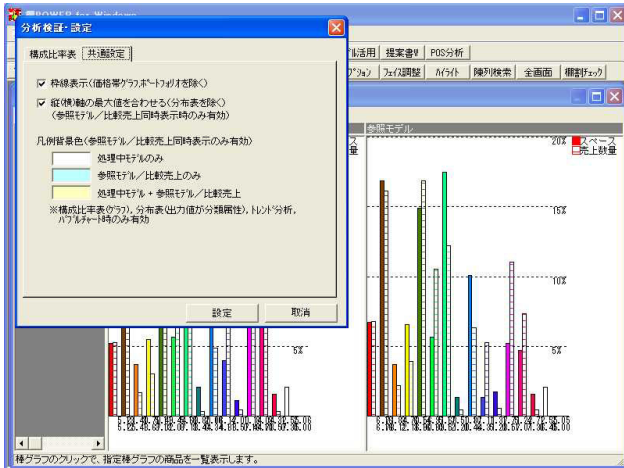 POWER for Windows
分析検証・設定
構成比率表 共通設定
ﾙ活用 提案書W POS分析
ﾌﾟｼｮﾝ ﾌｪｲｽ調整 ﾊｲﾗｲﾄ 陳列検索 全画面 棚割ﾁｪｯｸ
枠線表示(価格帯ｸﾞﾗﾌ,ﾎﾟｰﾄﾌｫﾘｵを除く)
縦(横)軸の最大値を合わせる(分布表を除く)
(参照ﾓﾃﾞﾙ／比較売上同時表示時のみ有効)
凡例背景色(参照ﾓﾃﾞﾙ／比較売上同時表示のみ有効)
処理中ﾓﾃﾞﾙのみ
参照ﾓﾃﾞﾙ／比較売上のみ
処理中ﾓﾃﾞﾙ + 参照ﾓﾃﾞﾙ／比較売上
※構成比率表(ｸﾞﾗﾌ), 分布表(出力値が分類属性), ﾄﾚﾝﾄﾞ分析,
ﾊﾞﾌﾞﾙﾁｬｰﾄ時のみ有効
設定 取消
参照モデル
20% スペース
売上数量
15%
10%
5%
5%
棒グラフのクリックで、指定棒グラフの商品を一覧表示します。